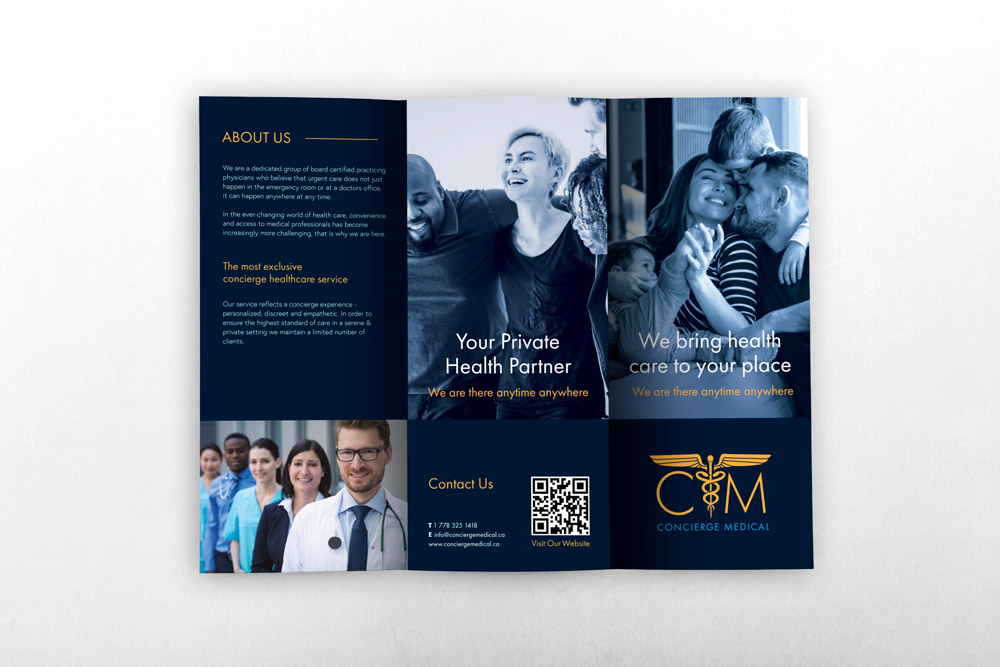 ABOUT US
We are a dedicated group of board certified practicing
physicians who believe that urgent care does not just
happen in the emergency room or at a doctors office,
it can happen anywhere at any time.
In the ever-changing world of health care, convenience
and access to medical professionals has become
increasingly more challenging, that is why we are here.
The most exclusive
concierge healthcare service
Our service reflects a concierge experience -
personalized, discreet and empathetic. In order to
ensure the highest standard of care in a serene &
private setting we maintain a limited number of
clients.
Your Private
Health Partner
We are there anytime anywhere
Contact Us
T 1 778 325 1418
E info@conciergemedical.ca
www.conciergemedical.ca
Visit Our Website
We bring health
care to your place
We are there anytime anywhere
CM
CONCIERGE MEDICAL